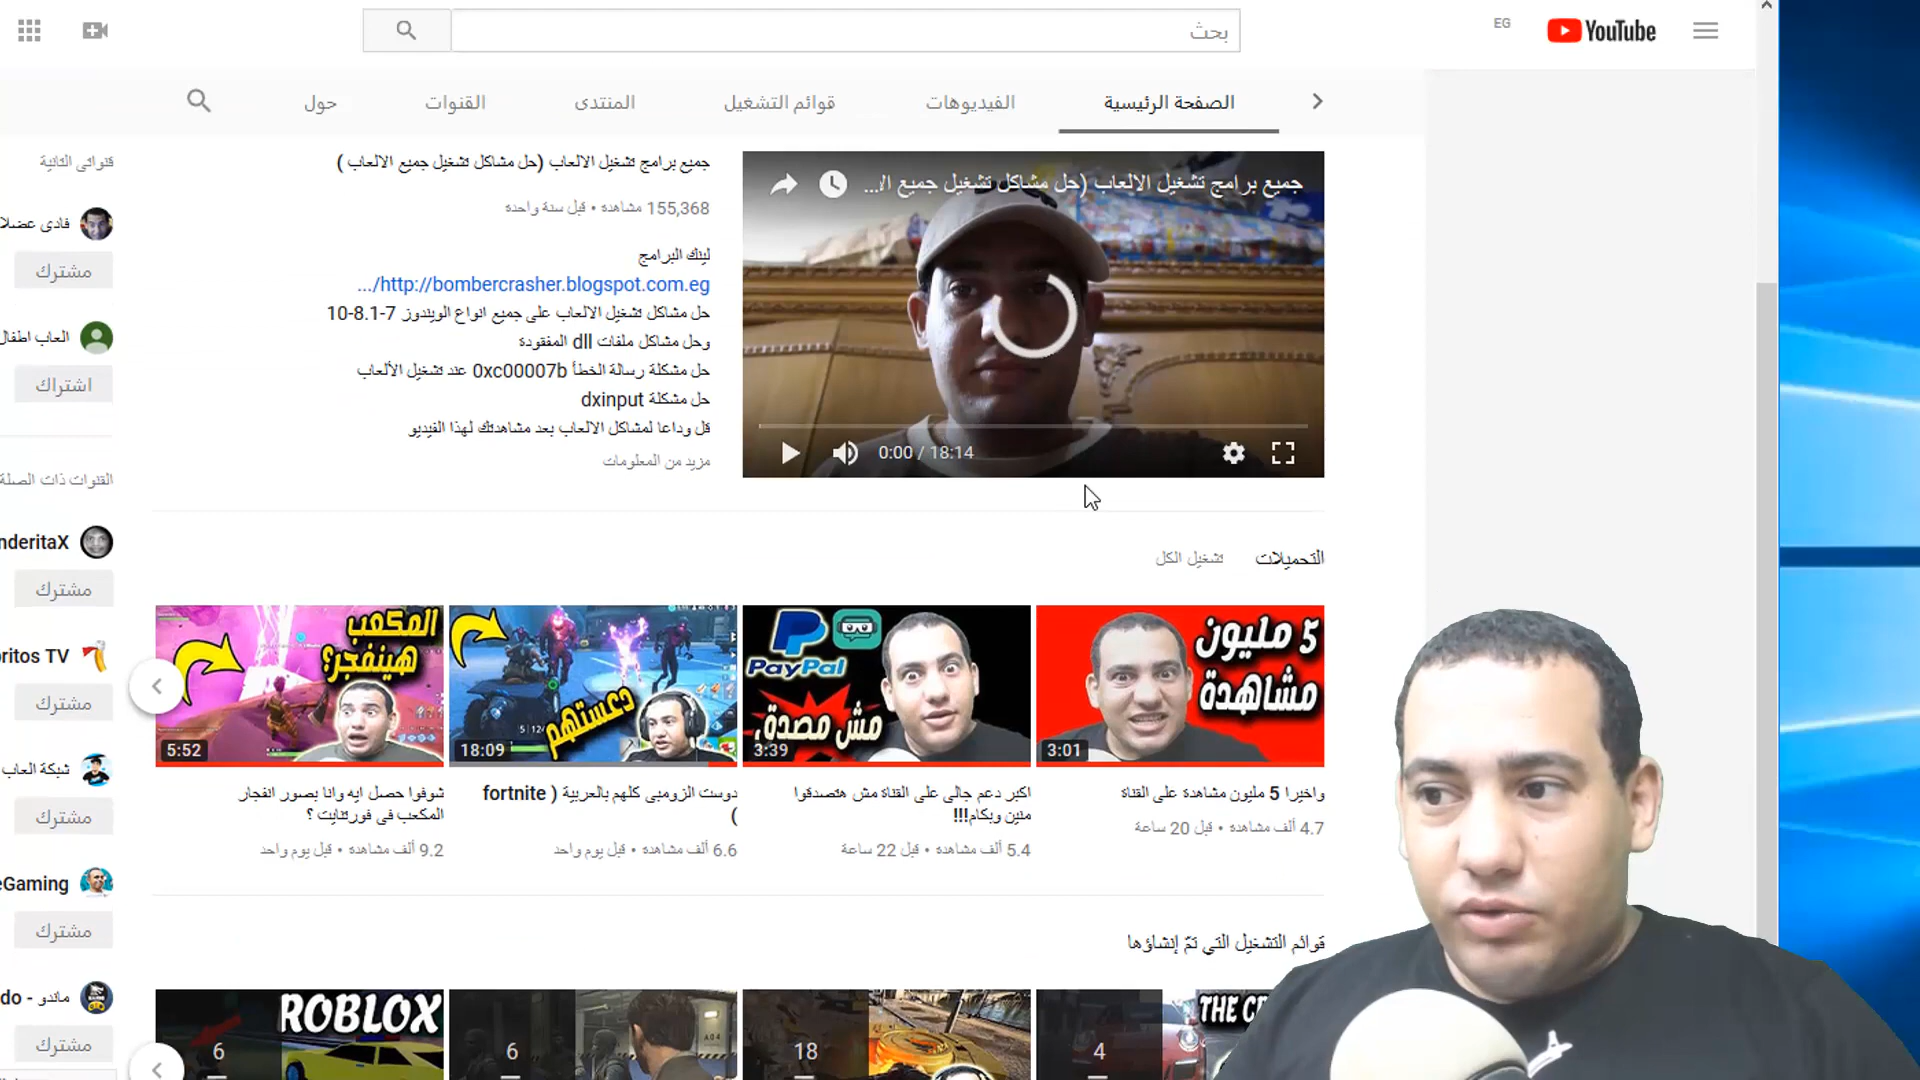 YouTube
EG
بحث
الصفحة الرئيسية
الفيديوهات
قوائم التشغيل
المنتدى
القنوات
حول
جميع برامج تشغيل الالعاب (حل مشاكل تشغيل جميع ال...
0:00 / 18:14
جميع برامج تشغيل الالعاب (حل مشاكل تشغيل جميع الالعاب )
155,368 مشاهدة • قبل سنة واحدة
لينك البرامج
http://bombercrasher.blogspot.com.eg/...
حل مشاكل تشغيل الالعاب على جميع انواع الويندوز 7-8.1-10
وحل مشاكل ملفات dll المفقودة
حل مشكلة رسالة الخطأ 0xc00007b عند تشغيل الألعاب
حل مشكلة dxinput
قل وداعا لمشاكل الالعاب بعد مشاهدتك لهذا الفيديو
مزيد من المعلومات
قنواتى التانية
فادى عضلا
مشترك
العاب اطفال
اشتراك
القنوات ذات الصلة
nderitaX
مشترك
ritos TV
مشترك
شبكة العاب
مشترك
eGaming
مشترك
ماندو - do
مشترك
التحميلات
تشغيل الكل
5 مليون
مشاهدة
3:01
واخيرا 5 مليون مشاهدة على القناة
4.7 ألف مشاهدة • قبل 20 ساعة
PayPal
مش مصدق
3:39
اكبر دعم جالى على القناة مش هتصدقوا
منين وبكام!!!
5.4 ألف مشاهدة • قبل 22 ساعة
دعستهم
18:09
دوست الزومبى كلهم بالعربية ( fortnite
)
6.6 ألف مشاهدة • قبل يوم واحد
المكعب
هينفجر؟
5:52
شوفوا حصل ايه وانا بصور انفجار
المكعب فى فورتنايت ؟
9.2 ألف مشاهدة • قبل يوم واحد
قوائم التشغيل التي تمّ إنشاؤها
THE C
4
18
6
ROBLOX
6